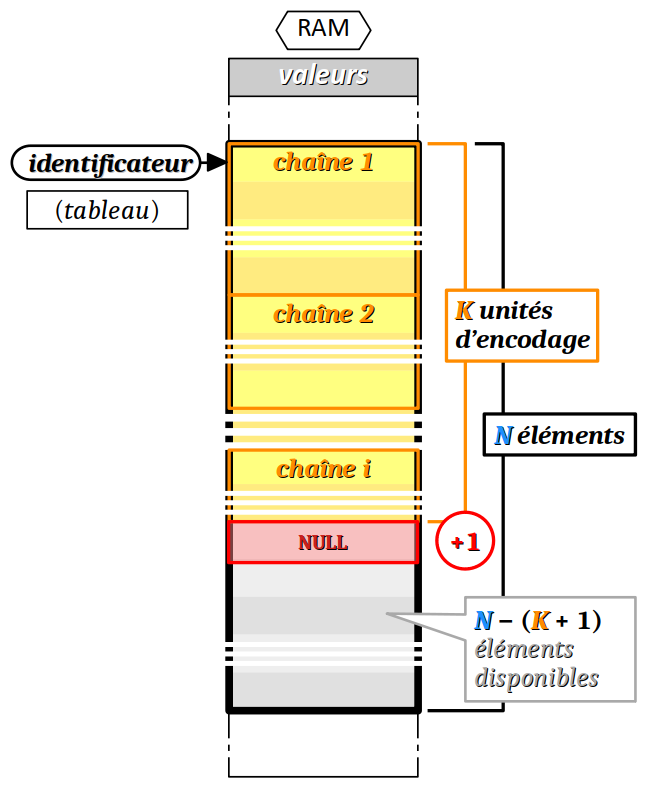 RAM
valeurs
identificateur
(tableau)
chaîne 1
chaîne 2
K unités
d’encodage
N éléments
chaîne i
NULL
+1
N – (K + 1)
éléments
disponibles